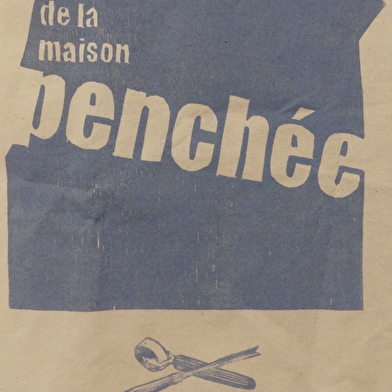 de la
maison
penchée